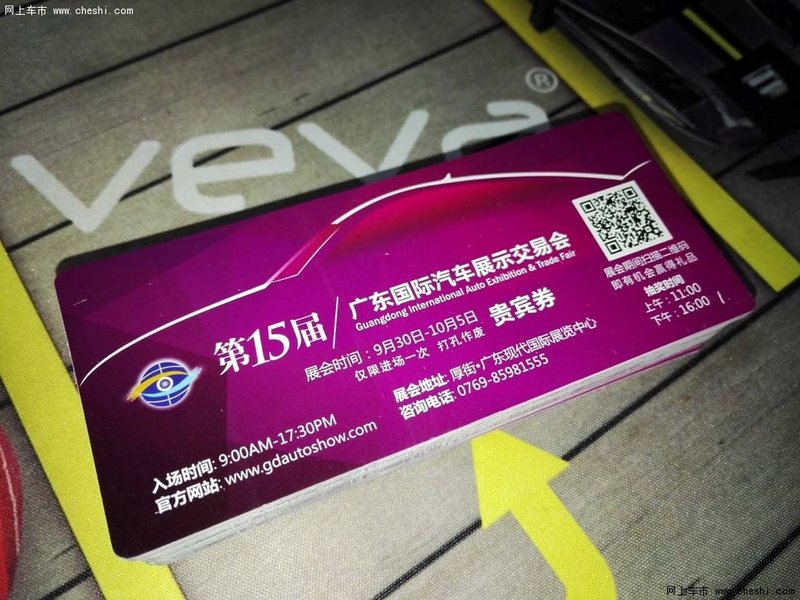 网上车市 www.cheshi.com
veva®
第15届
广东国际汽车展示交易会
Guangdong International Auto Exhibition & Trade Fair
展会时间：9月30日-10月5日
贵宾券
仅限进场一次 打孔作废
展会地址: 厚街•广东现代国际展览中心
咨询电话: 0769-85981555
入场时间: 9:00AM-17:30PM
官方网站: www.gdautoshow.com
展会期间扫描二维码
即有机会赢得礼品
抽奖时间
上午：11:00
下午：16:00
网上车市 www.cheshi.com